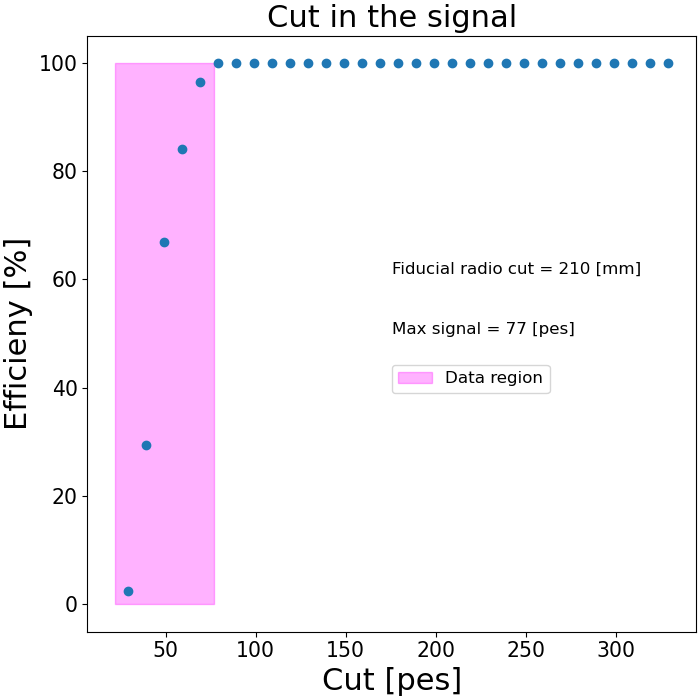 Cut in the signal
100
80
60
40
20
0
Efficieny [%]
Fiducial radio cut = 210 [mm]
Max signal = 77 [pes]
Data region
50 100 150 200 250 300
Cut [pes]